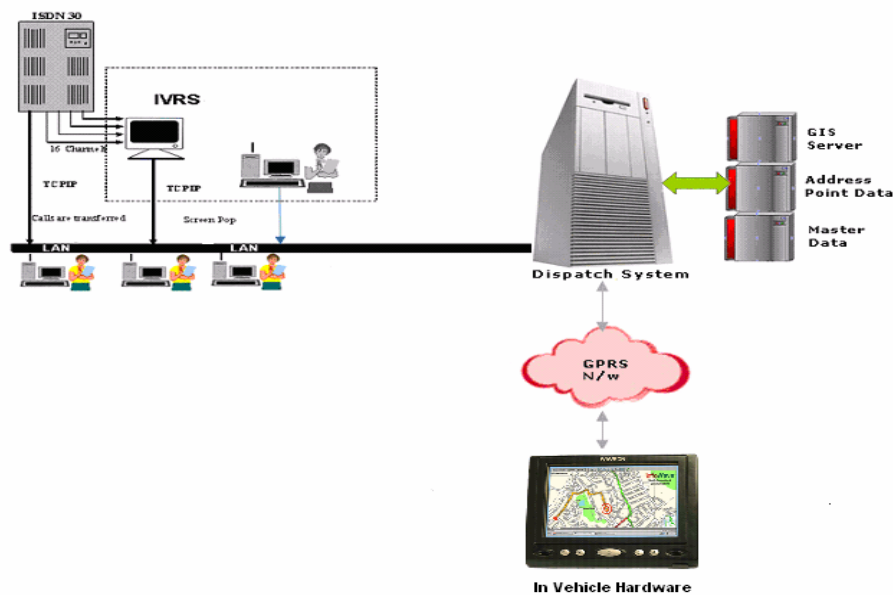 ISDN 30
IVRS
16 Channels
TCPIP
TCPIP
Calls are transferred
Screen Pop
LAN
LAN
GIS
Server
Address
Point Data
Master
Data
Dispatch System
GPRS
N/w
In Vehicle Hardware